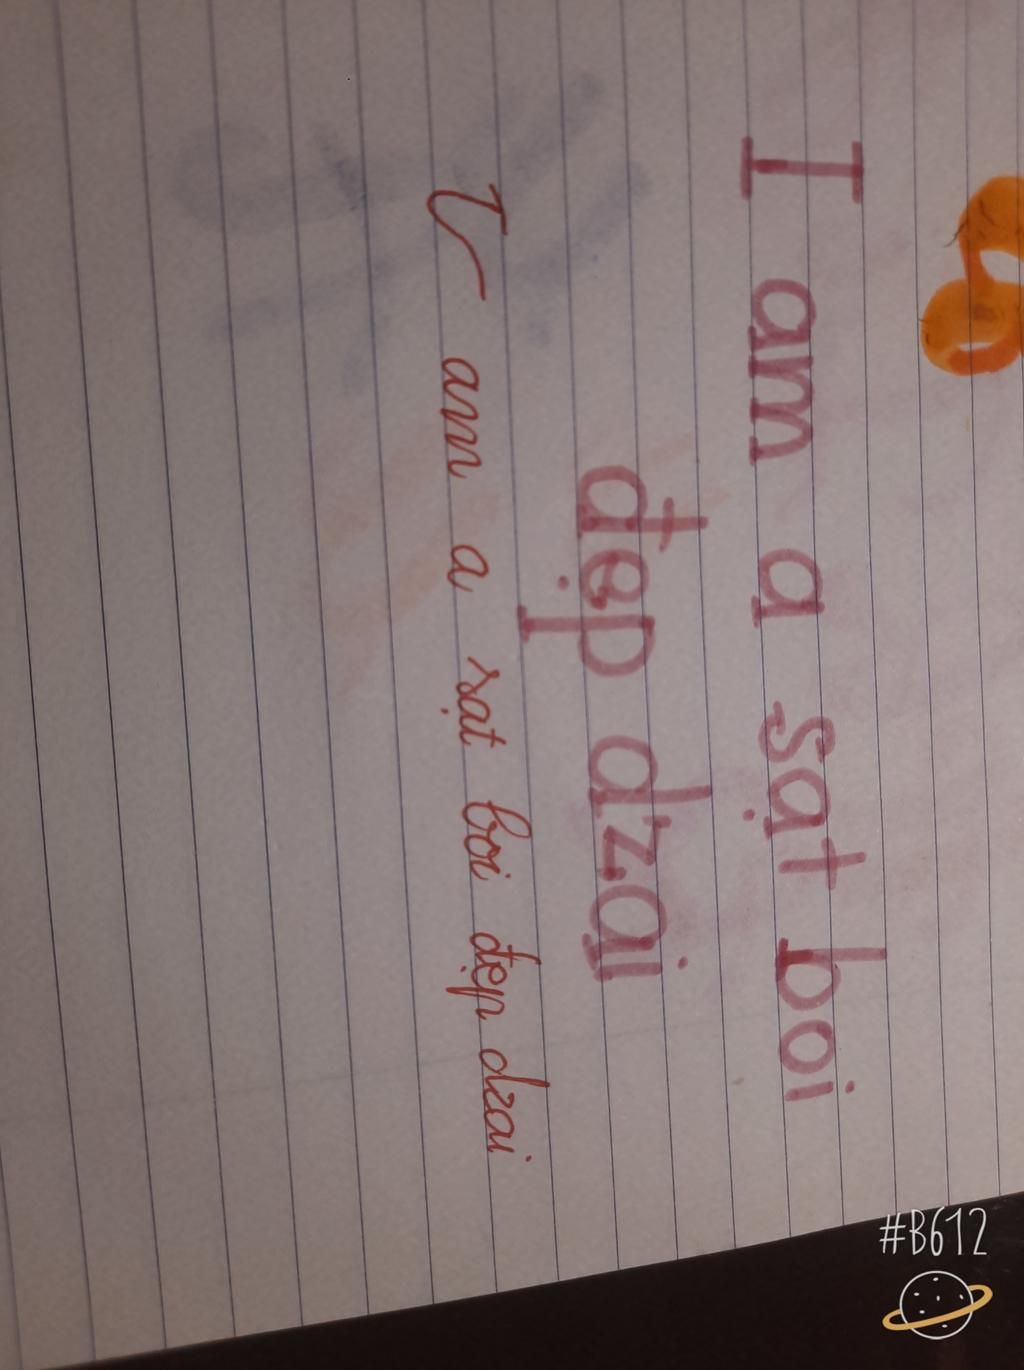 I am a sạt boi
đẹp dzai
I am a sạt boi đẹp dzai
#B612